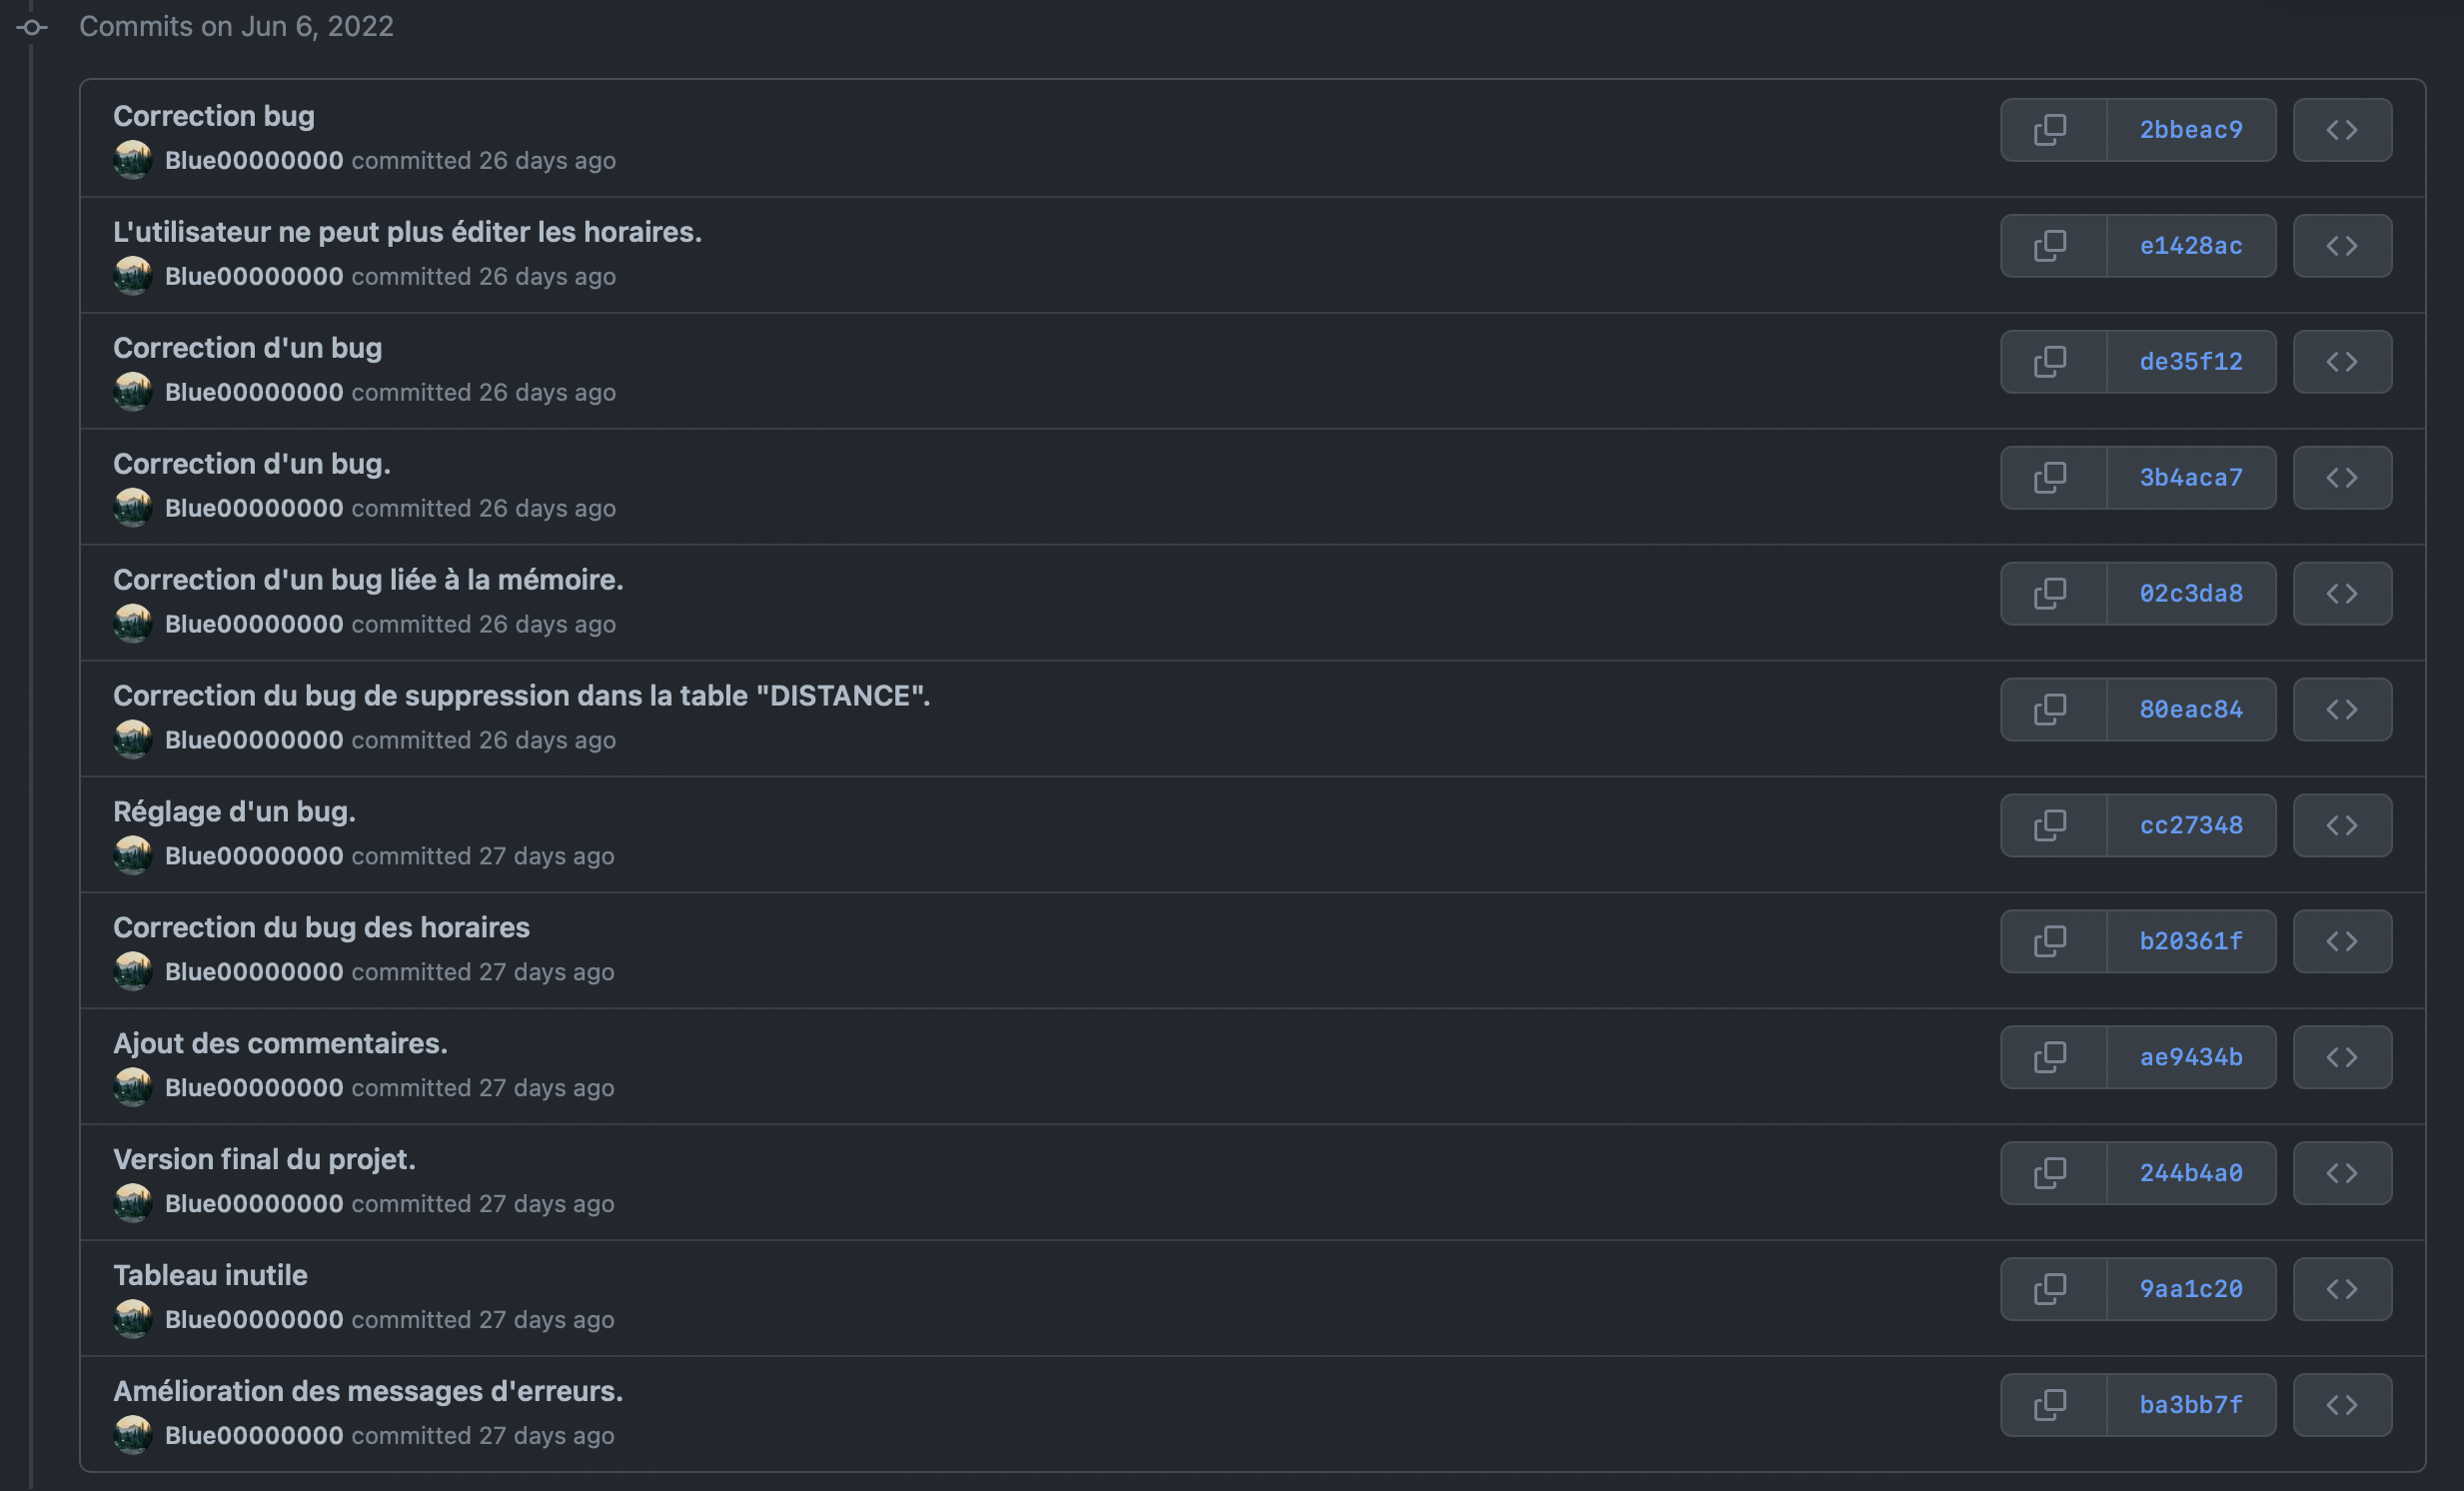 Commits on Jun 6, 2022
Correction bug
2bbeac9
Blue00000000 committed 26 days ago
L'utilisateur ne peut plus éditer les horaires.
e1428ac
Blue00000000 committed 26 days ago
Correction d'un bug
de35f12
Blue00000000 committed 26 days ago
Correction d'un bug.
3b4aca7
Blue00000000 committed 26 days ago
Correction d'un bug liée à la mémoire.
02c3da8
Blue00000000 committed 26 days ago
Correction du bug de suppression dans la table "DISTANCE".
80eac84
Blue00000000 committed 26 days ago
Réglage d'un bug.
cc27348
Blue00000000 committed 27 days ago
Correction du bug des horaires
b20361f
Blue00000000 committed 27 days ago
Ajout des commentaires.
ae9434b
Blue00000000 committed 27 days ago
Version final du projet.
244b4a0
Blue00000000 committed 27 days ago
Tableau inutile
9aa1c20
Blue00000000 committed 27 days ago
Amélioration des messages d'erreurs.
ba3bb7f
Blue00000000 committed 27 days ago